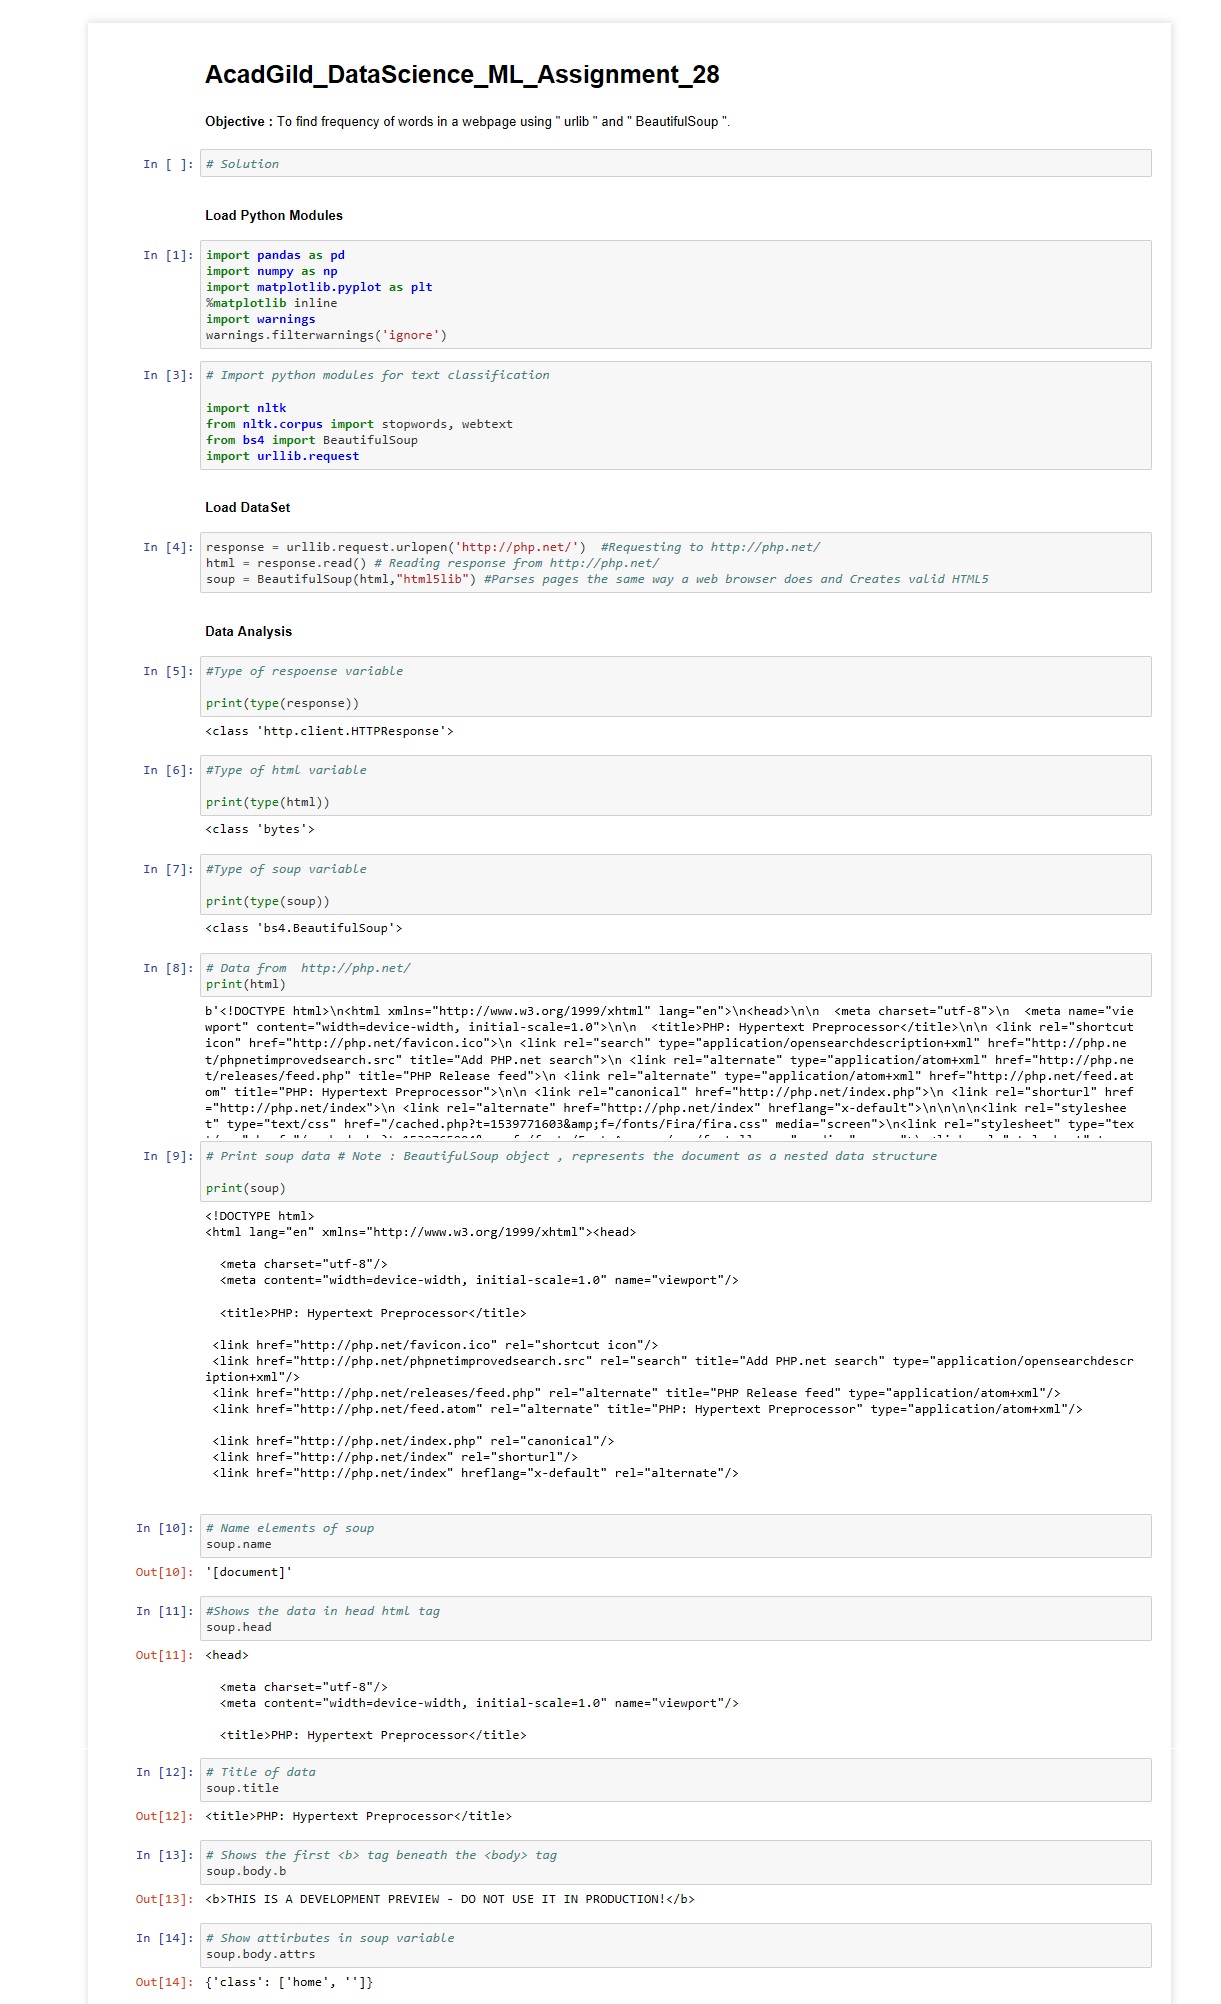 AcadGild_DataScience_ML_Assignment_28
Objective : To find frequency of words in a webpage using " urlib " and " BeautifulSoup ".
In [ ]: # Solution
Load Python Modules
In [1]: import pandas as pd
import numpy as np
import matplotlib.pyplot as plt
%matplotlib inline
import warnings
warnings.filterwarnings('ignore')
In [3]: # Import python modules for text classification
import nltk
from nltk.corpus import stopwords, webtext
from bs4 import BeautifulSoup
import urllib.request
Load DataSet
In [4]: response = urllib.request.urlopen('http://php.net/')  #Requesting to http://php.net/
html = response.read() # Reading response from http://php.net/
soup = BeautifulSoup(html,"html5lib") #Parses pages the same way a web browser does and Creates valid HTML5
Data Analysis
In [5]: #Type of respoense variable
print(type(response))
<class 'http.client.HTTPResponse'>
In [6]: #Type of html variable
print(type(html))
<class 'bytes'>
In [7]: #Type of soup variable
print(type(soup))
<class 'bs4.BeautifulSoup'>
In [8]: # Data from  http://php.net/
print(html)
b'<!DOCTYPE html>\n<html xmlns="http://www.w3.org/1999/xhtml" lang="en">\n<head>\n\n  <meta charset="utf-8">\n  <meta name="vie
wport" content="width=device-width, initial-scale=1.0">\n\n  <title>PHP: Hypertext Preprocessor</title>\n\n <link rel="shortcut
icon" href="http://php.net/favicon.ico">\n <link rel="search" type="application/opensearchdescription+xml" href="http://php.ne
t/phpnetimprovedsearch.src" title="Add PHP.net search">\n <link rel="alternate" type="application/atom+xml" href="http://php.ne
t/releases/feed.php" title="PHP Release feed">\n <link rel="alternate" type="application/atom+xml" href="http://php.net/feed.at
om" title="PHP: Hypertext Preprocessor">\n\n <link rel="canonical" href="http://php.net/index.php">\n <link rel="shorturl" href
="http://php.net/index">\n <link rel="alternate" href="http://php.net/index" hreflang="x-default">\n\n\n\n<link rel="styleshee
t" type="text/css" href="/cached.php?t=1539771603&amp;f=/fonts/Fira/fira.css" media="screen">\n<link rel="stylesheet" type="tex
In [9]: # Print soup data # Note : BeautifulSoup object , represents the document as a nested data structure
print(soup)
<!DOCTYPE html>
<html lang="en" xmlns="http://www.w3.org/1999/xhtml"><head>
<meta charset="utf-8"/>
<meta content="width=device-width, initial-scale=1.0" name="viewport"/>
<title>PHP: Hypertext Preprocessor</title>
<link href="http://php.net/favicon.ico" rel="shortcut icon"/>
<link href="http://php.net/phpnetimprovedsearch.src" rel="search" title="Add PHP.net search" type="application/opensearchdescr
iption+xml"/>
<link href="http://php.net/releases/feed.php" rel="alternate" title="PHP Release feed" type="application/atom+xml"/>
<link href="http://php.net/feed.atom" rel="alternate" title="PHP: Hypertext Preprocessor" type="application/atom+xml"/>
<link href="http://php.net/index.php" rel="canonical"/>
<link href="http://php.net/index" rel="shorturl"/>
<link href="http://php.net/index" hreflang="x-default" rel="alternate"/>
In [10]: # Name elements of soup
soup.name
Out[10]: '[document]'
In [11]: #Shows the data in head html tag
soup.head
Out[11]: <head>
<meta charset="utf-8"/>
<meta content="width=device-width, initial-scale=1.0" name="viewport"/>
<title>PHP: Hypertext Preprocessor</title>
In [12]: # Title of data
soup.title
Out[12]: <title>PHP: Hypertext Preprocessor</title>
In [13]: # Shows the first <b> tag beneath the <body> tag
soup.body.b
Out[13]: <b>THIS IS A DEVELOPMENT PREVIEW - DO NOT USE IT IN PRODUCTION!</b>
In [14]: # Show attirbutes in soup variable
soup.body.attrs
Out[14]: {'class': ['home', '']}